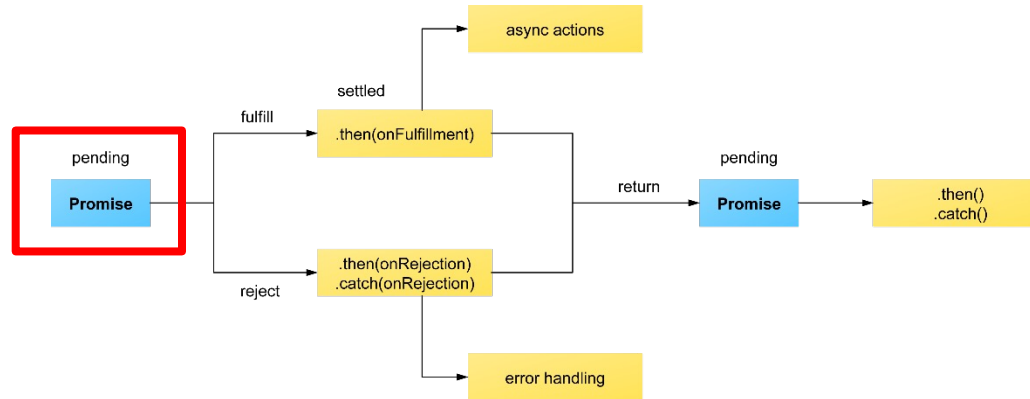 async actions
settled
fulfill
.then(onFulfillment)
pending
pending
Promise
return
Promise
.then()
.catch()
.then(onRejection)
.catch(onRejection)
reject
error handling